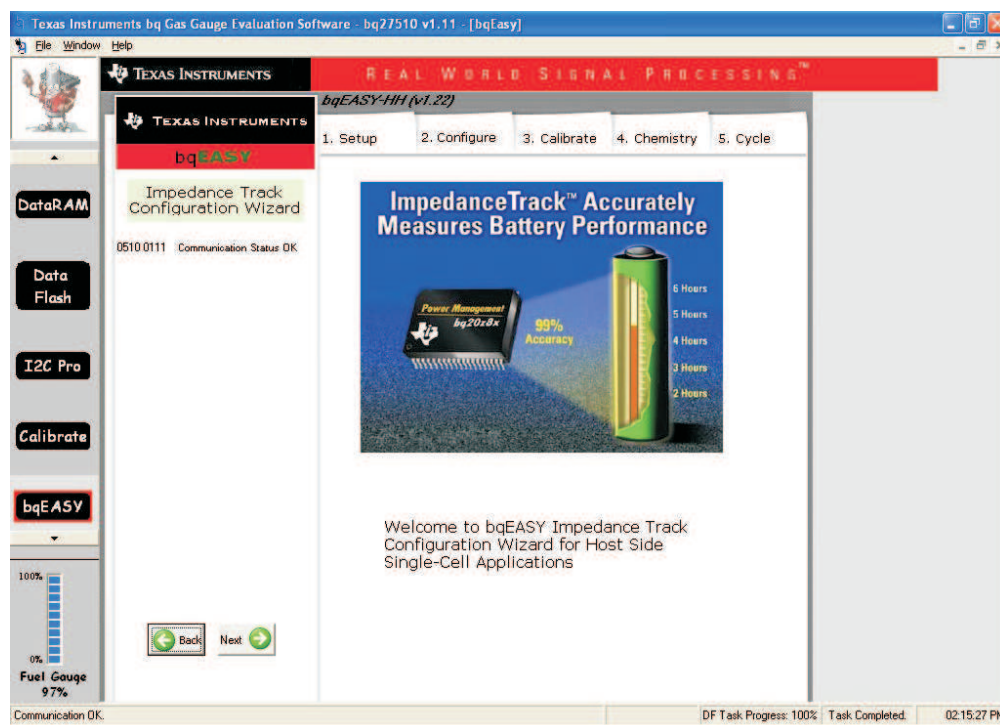 Texas Instruments bq Gas Gauge Evaluation Software - bq27510 v1.11 - [bqEasy]
File Window Help
TEXAS INSTRUMENTS
REAL WORLD SIGNAL PROCESSING™
bqEASY-HH (v1.22)
TEXAS INSTRUMENTS
bqEASY
1. Setup
2. Configure
3. Calibrate
4. Chemistry
5. Cycle
Impedance Track
Configuration Wizard
0510 0111 Communication Status OK
DataRAM
Data
Flash
I2C Pro
Calibrate
bqEASY
ImpedanceTrack™ Accurately
Measures Battery Performance
Power Management
bq20z8x
99%
Accuracy
6 Hours
5 Hours
4 Hours
3 Hours
2 Hours
Welcome to bqEASY Impedance Track
Configuration Wizard for Host Side
Single-Cell Applications
Back
Next
100%
0%
Fuel Gauge
97%
Communication OK.
DF Task Progress: 100%
Task Completed.
02:15:27 PM